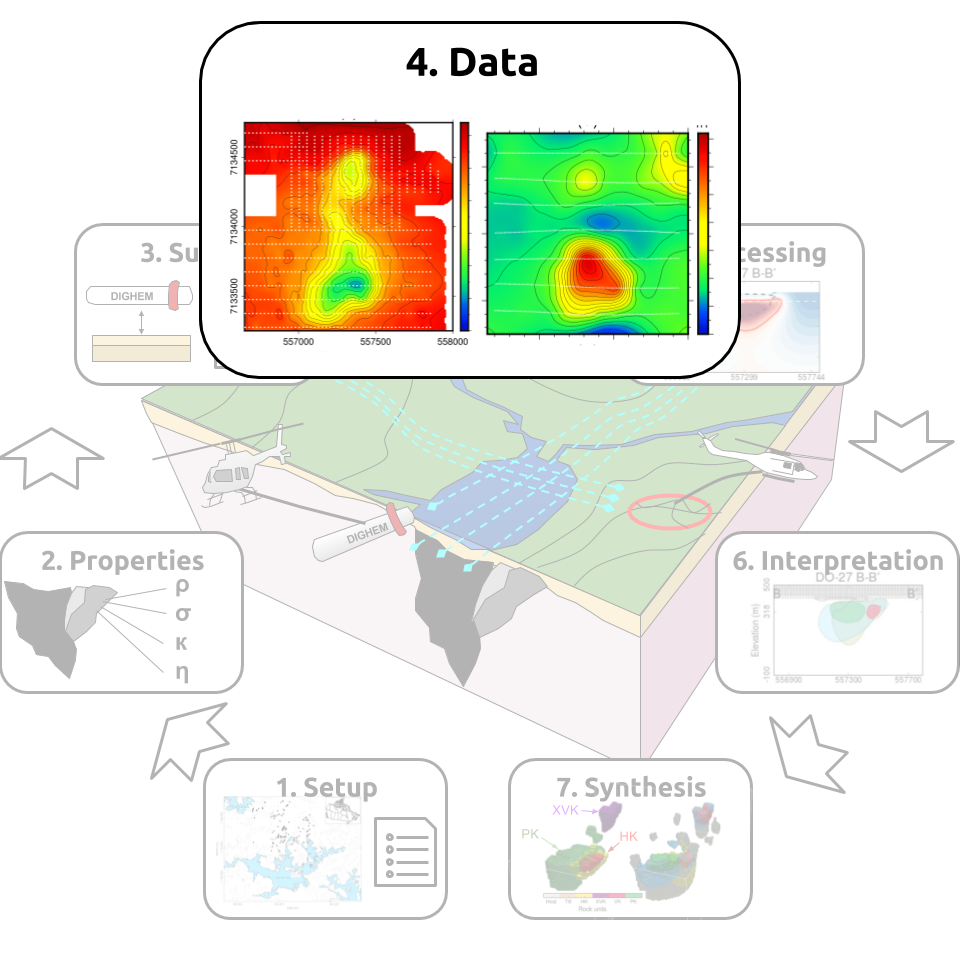 4. Data
7134500
7134000
7133500
557000
557500
558000
3. Su
DIGHEM
cessing
7 B-B'
557299
557744
DIGHEM
2. Properties
ρ
σ
κ
η
6. Interpretation
DO-27 B-B'
B
B'
Elevation (m)
500
318
-100
556900
557300
557700
1. Setup
7. Synthesis
XVK
PK
HK
Rock units